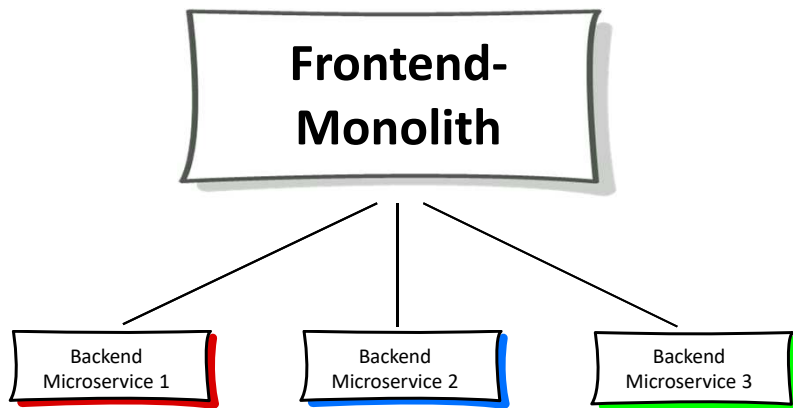 Frontend-
Monolith
Backend
Microservice 1
Backend
Microservice 2
Backend
Microservice 3